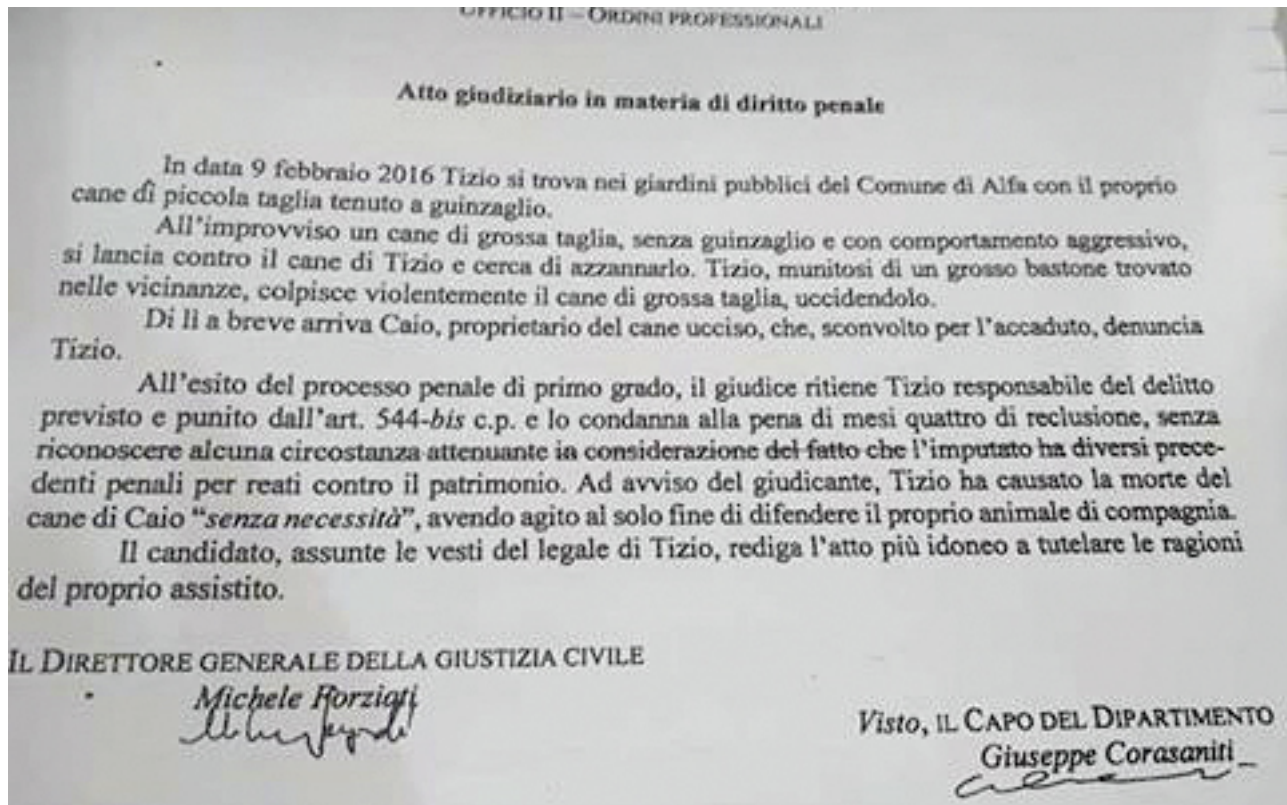 UFFICIO II – ORDINI PROFESSIONALI
Atto giudiziario in materia di diritto penale
In data 9 febbraio 2016 Tizio si trova nei giardini pubblici del Comune di Alfa con il proprio
cane di piccola taglia tenuto a guinzaglio.
All'improvviso un cane di grossa taglia, senza guinzaglio e con comportamento aggressivo,
si lancia contro il cane di Tizio e cerca di azzannarlo. Tizio, munitosi di un grosso bastone trovato
nelle vicinanze, colpisce violentemente il cane di grossa taglia, uccidendolo.
Di lì a breve arriva Caio, proprietario del cane ucciso, che, sconvolto per l'accaduto, denuncia
Tizio.
All'esito del processo penale di primo grado, il giudice ritiene Tizio responsabile del delitto
previsto e punito dall'art. 544-bis c.p. e lo condanna alla pena di mesi quattro di reclusione, senza
riconoscere alcuna circostanza attenuante in considerazione del fatto che l'imputato ha diversi prece-
denti penali per reati contro il patrimonio. Ad avviso del giudicante, Tizio ha causato la morte del
cane di Caio "senza necessità", avendo agito al solo fine di difendere il proprio animale di compagnia.
Il candidato, assunte le vesti del legale di Tizio, rediga l'atto più idoneo a tutelare le ragioni
del proprio assistito.
IL DIRETTORE GENERALE DELLA GIUSTIZIA CIVILE
Michele Forziati
Visto, IL CAPO DEL DIPARTIMENTO
Giuseppe Corasaniti